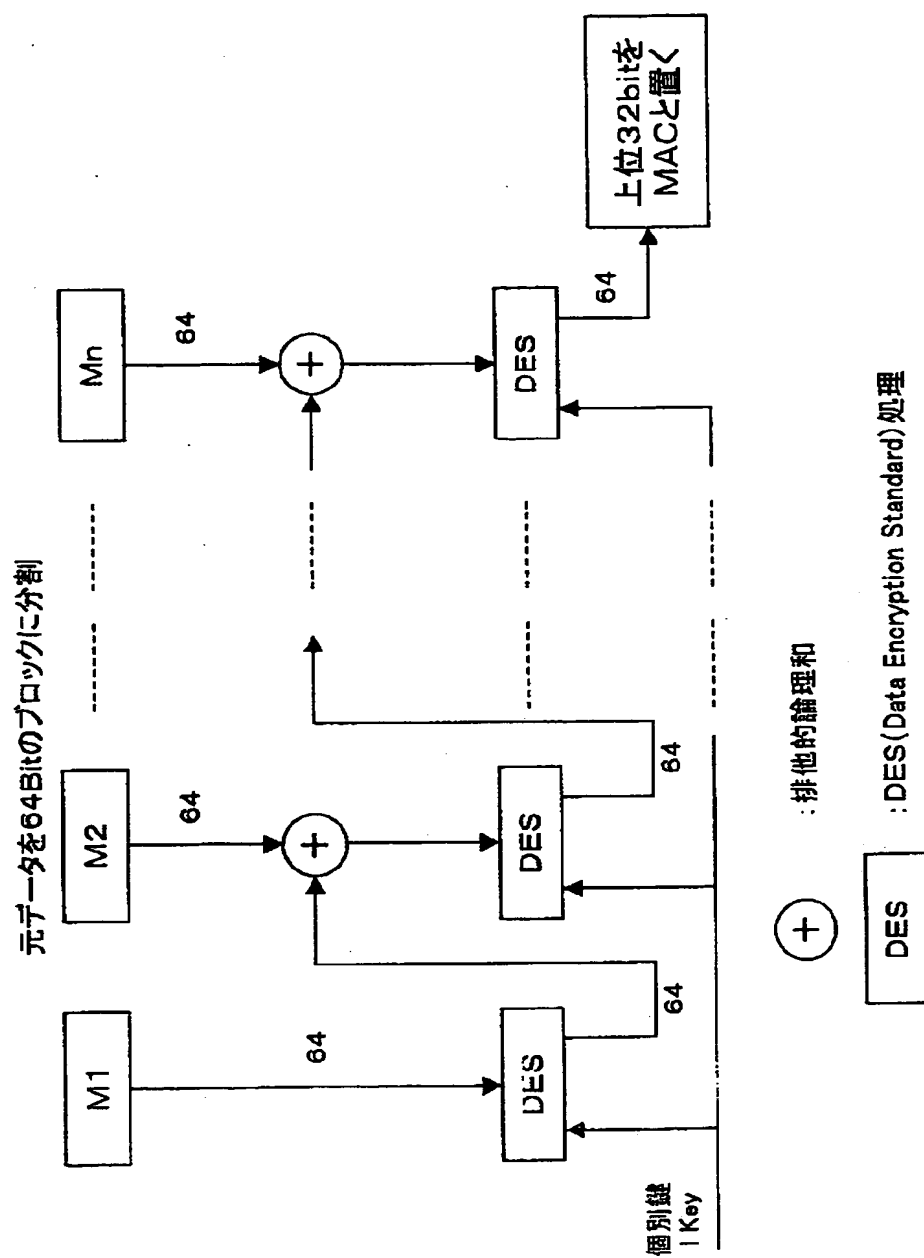 元データを64Bitのブロックに分割
M1
M2
Mn
64
64
64
DES
DES
DES
64
64
64
上位32bitを
MACと置く
個別鍵
IKey
+
+
+ :排他的論理和
DES :DES(Data Encryption Standard)処理